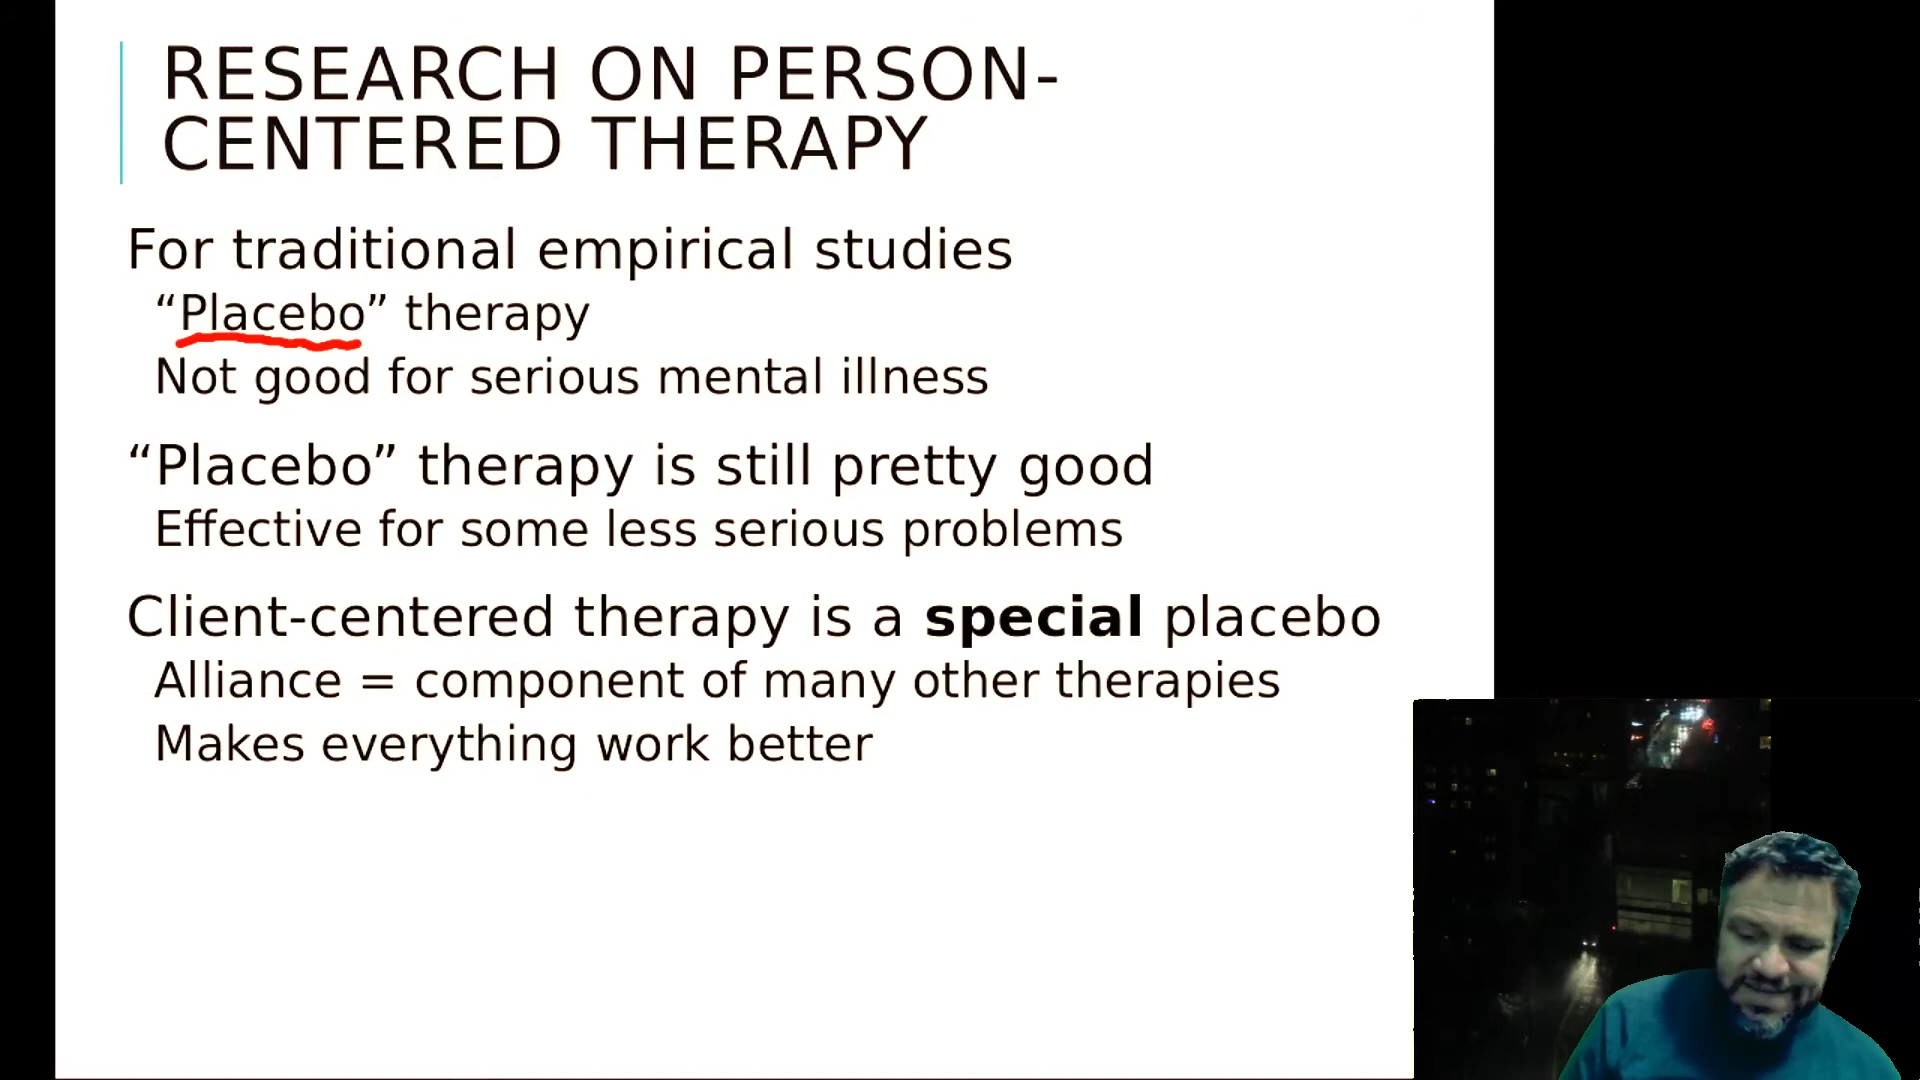 RESEARCH ON PERSON-
CENTERED THERAPY
For traditional empirical studies
“Placebo” therapy
Not good for serious mental illness
“Placebo” therapy is still pretty good
Effective for some less serious problems
Client-centered therapy is a special placebo
Alliance = component of many other therapies
Makes everything work better